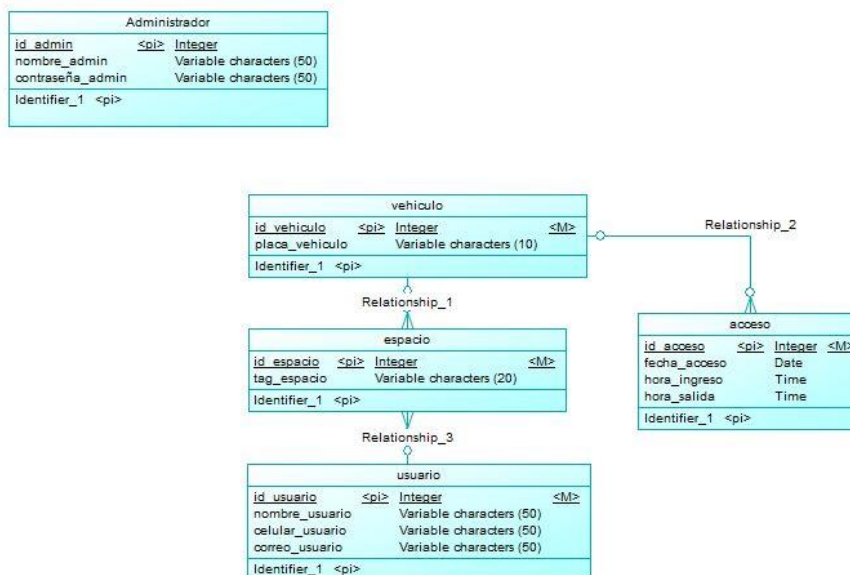 Administrador
id_admin <pi> Integer
nombre_admin Variable characters (50)
contraseña_admin Variable characters (50)
Identifier_1 <pi>
vehiculo
id_vehiculo <pi> Integer <M>
placa_vehiculo Variable characters (10)
Identifier_1 <pi>
Relationship_2
Relationship_1
espacio
id_espacio <pi> Integer <M>
tag_espacio Variable characters (20)
Identifier_1 <pi>
acceso
id_acceso <pi> Integer <M>
fecha_acceso Date
hora_ingreso Time
hora_salida Time
Identifier_1 <pi>
Relationship_3
usuario
id_usuario <pi> Integer <M>
nombre_usuario Variable characters (50)
celular_usuario Variable characters (50)
correo_usuario Variable characters (50)
Identifier_1 <pi>